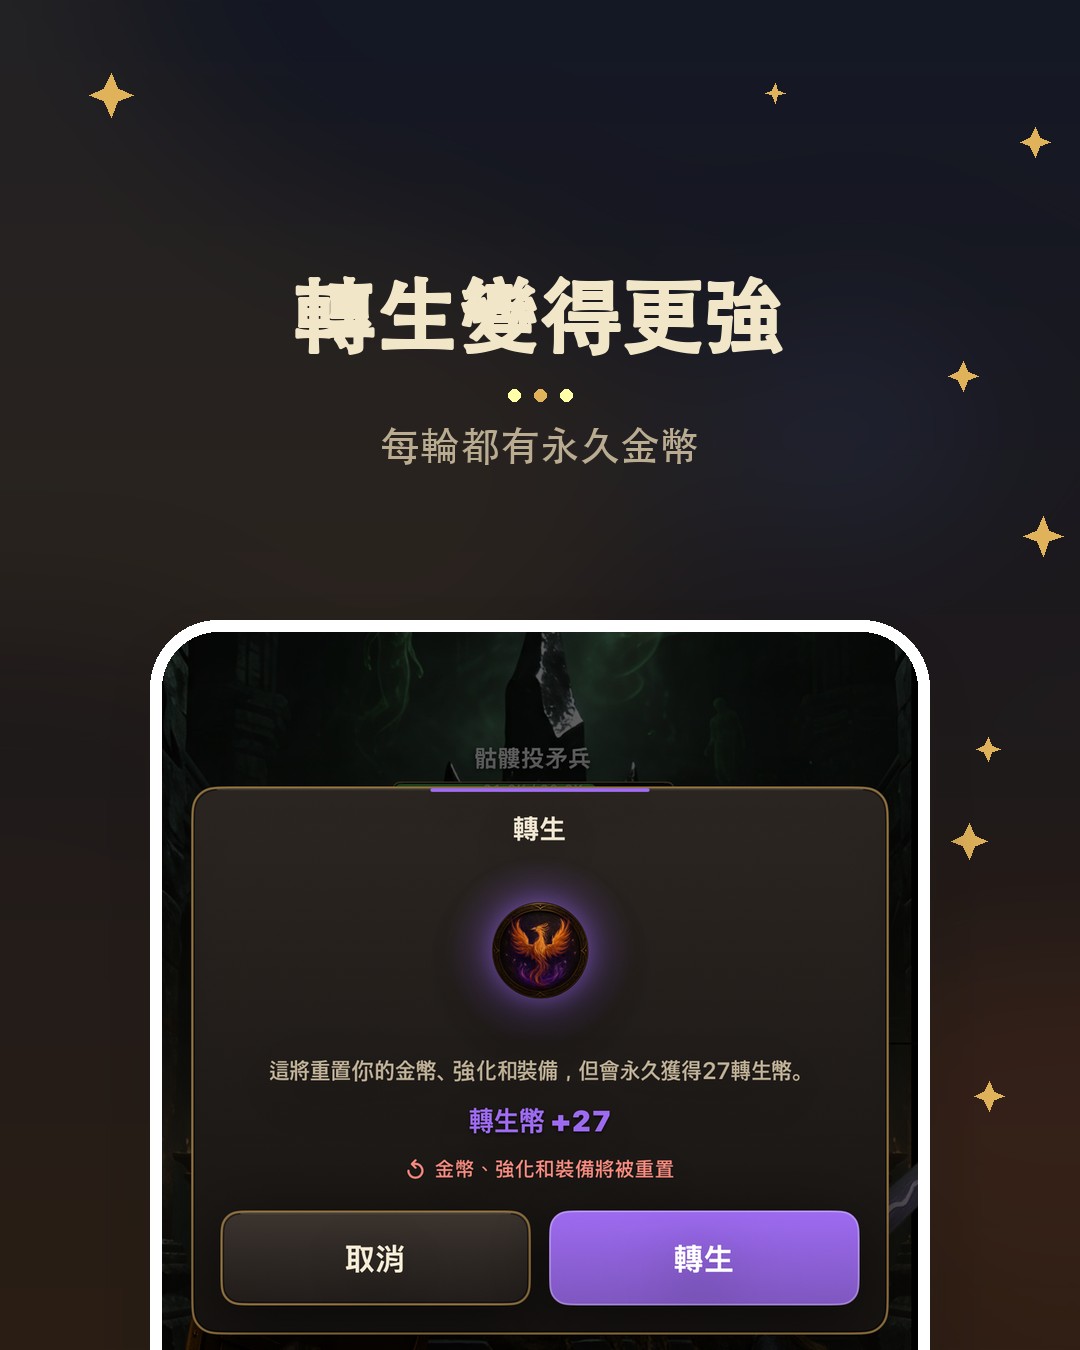 轉生變得更強
每輪都有永久金幣
骷髏投矛兵
轉生
這將重置你的金幣、強化和裝備，但會永久獲得27轉生幣。
轉生幣 +27
金幣、強化和裝備將被重置
取消
轉生